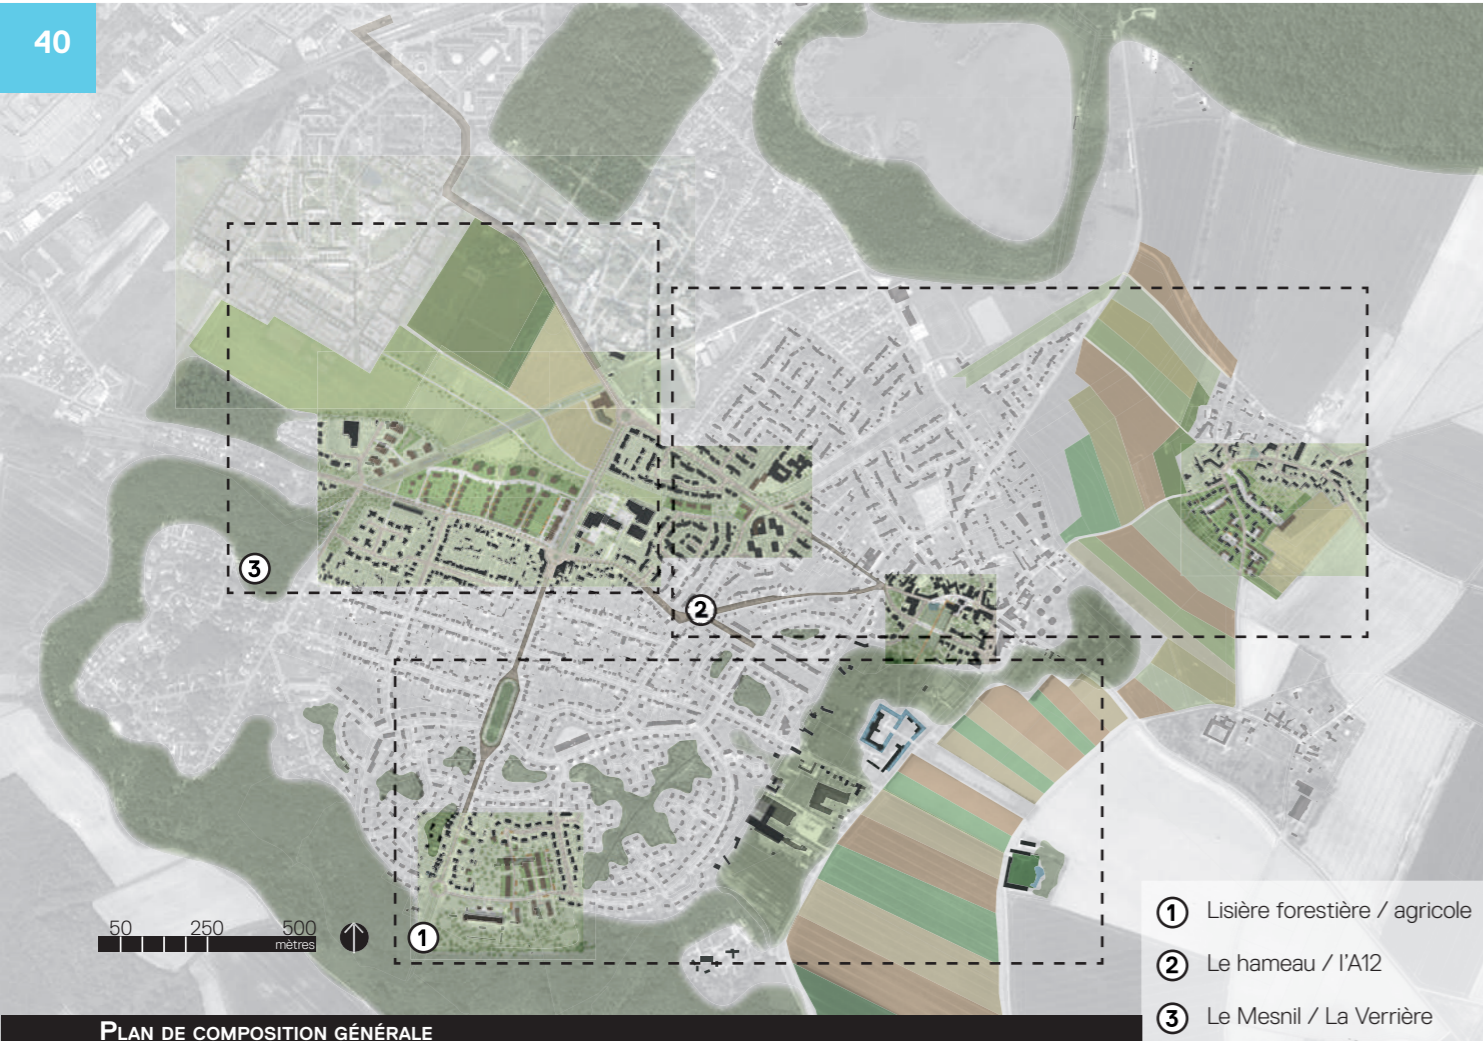 40
3
2
1
50 250 500
mètres
1 Lisière forestière / agricole
2 Le hameau / l'A12
3 Le Mesnil / La Verrière
PLAN DE COMPOSITION GÉNÉRALE